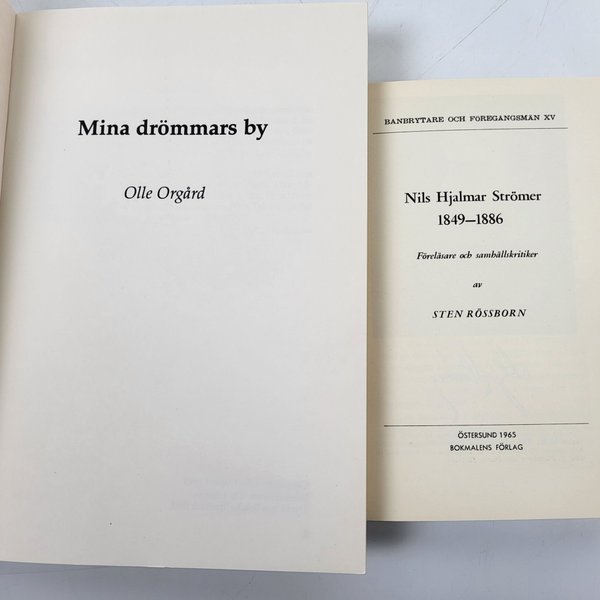 Mina drömmars by
Olle Orgård
BANBRYTARE OCH FÖREGÅNGSMÄN XV
Nils Hjalmar Strömer
1849—1886
Föreläsare och samhällskritiker
av
STEN RÖSSBORN
ÖSTERSUND 1965
BOKMALENS FÖRLAG